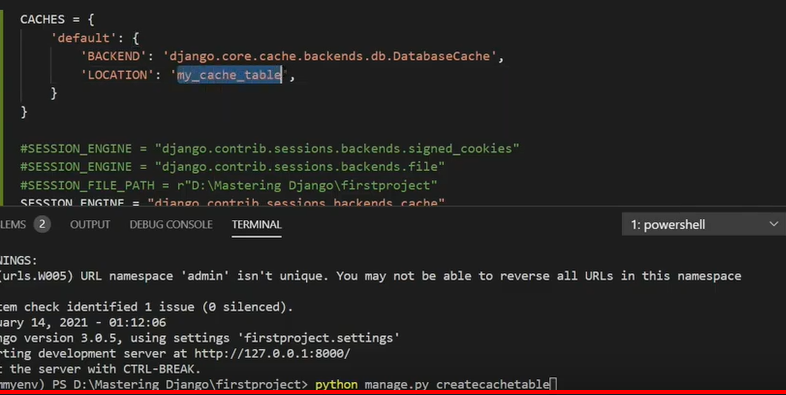 CACHES = {
'default': {
'BACKEND': 'django.core.cache.backends.db.DatabaseCache',
'LOCATION': 'my_cache_table',
}
}
#SESSION_ENGINE = "django.contrib.sessions.backends.signed_cookies"
#SESSION_ENGINE = "django.contrib.sessions.backends.file"
#SESSION_FILE_PATH = r"D:\Mastering Django\firstproject"
SESSION_ENGINE = "django.contrib.sessions.backends.cache"
LEMS 2 OUTPUT DEBUG CONSOLE TERMINAL 1: powershell
NINGS:
(urls.W005) URL namespace 'admin' isn't unique. You may not be able to reverse all URLs in this namespace
tem check identified 1 issue (0 silenced).
uary 14, 2021 - 01:12:06
ngo version 3.0.5, using settings 'firstproject.settings'
rting development server at http://127.0.0.1:8000/
t the server with CTRL-BREAK.
mmyenv) PS D:\Mastering Django\firstproject> python manage.py createcachetable